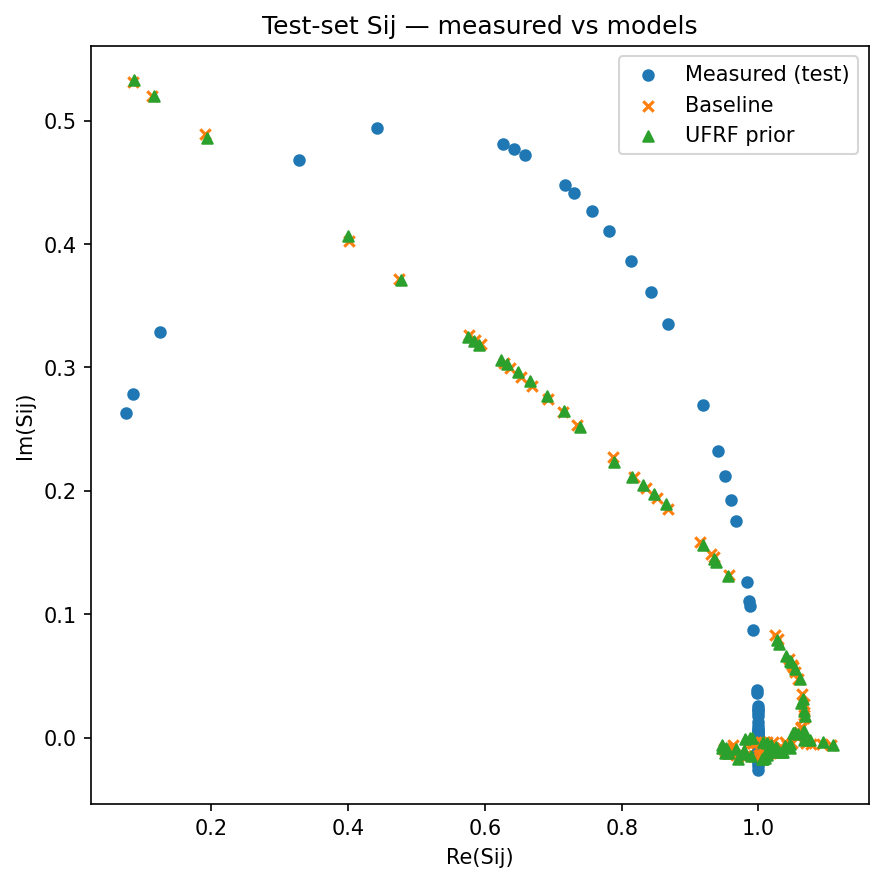 Test-set Sij — measured vs models
Measured (test)
Baseline
UFRF prior
Im(Sij)
0.5
0.4
0.3
0.2
0.1
0.0
0.2 0.4 0.6 0.8 1.0
Re(Sij)